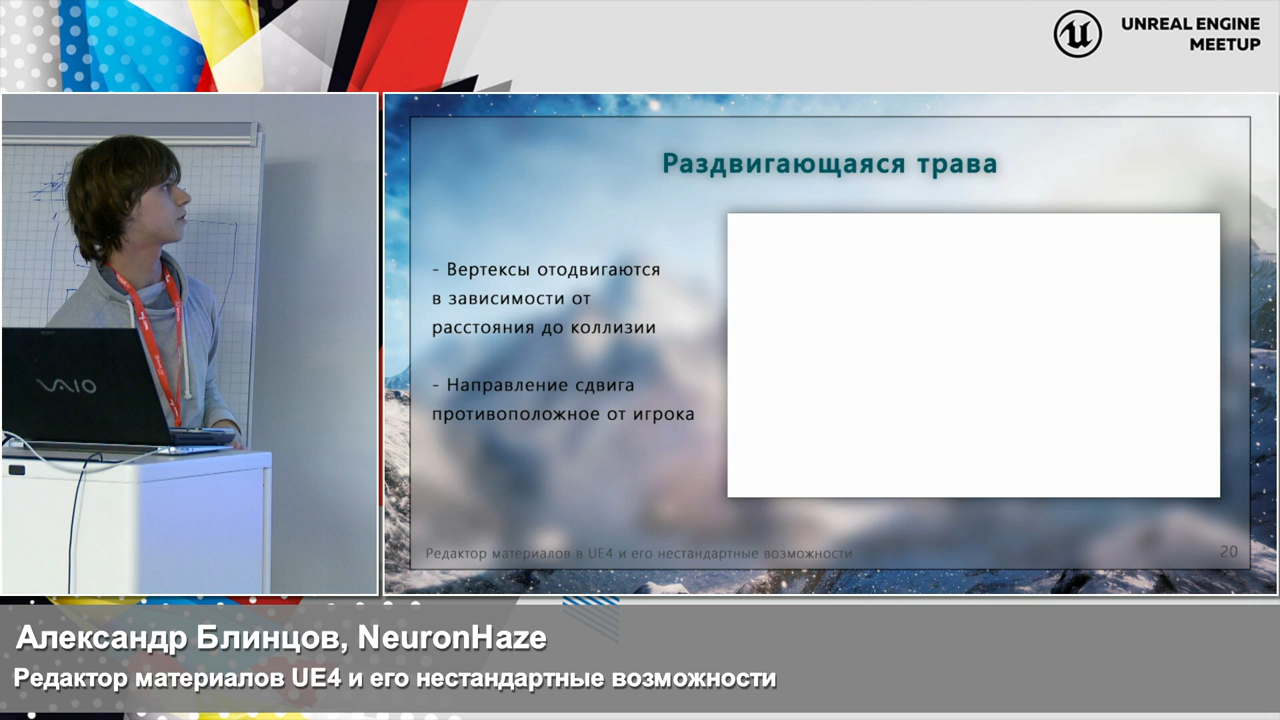 UNREAL ENGINE
MEETUP
Раздвигающаяся трава
- Вертексы отодвигаются
в зависимости от
расстояния до коллизии
- Направление сдвига
противоположное от игрока
Редактор материалов в UE4 и его нестандартные возможности
20
VAIO
Александр Блинцов, NeuronHaze
Редактор материалов UE4 и его нестандартные возможности